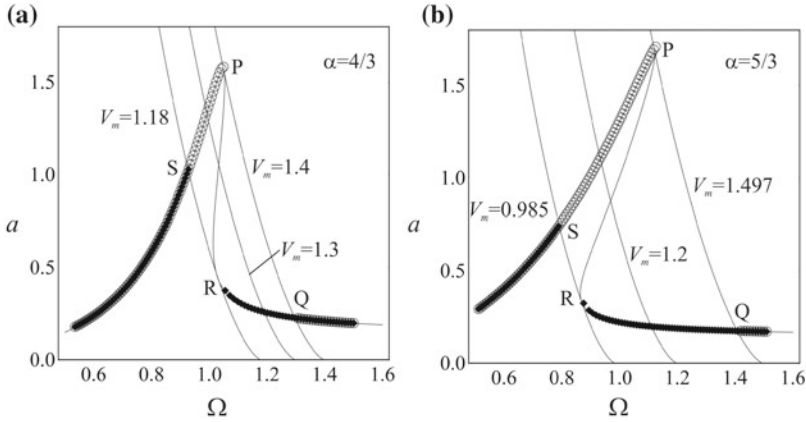 (a)
α=4/3
1.5
1.0
0.5
0.0
a
P
V_m=1.18
S
V_m=1.4
V_m=1.3
R
Q
0.6 0.8 1.0 1.2 1.4 1.6
Ω
(b)
α=5/3
1.5
1.0
0.5
0.0
a
P
V_m=1.497
V_m=0.985
S
V_m=1.2
R
Q
0.6 0.8 1.0 1.2 1.4 1.6
Ω